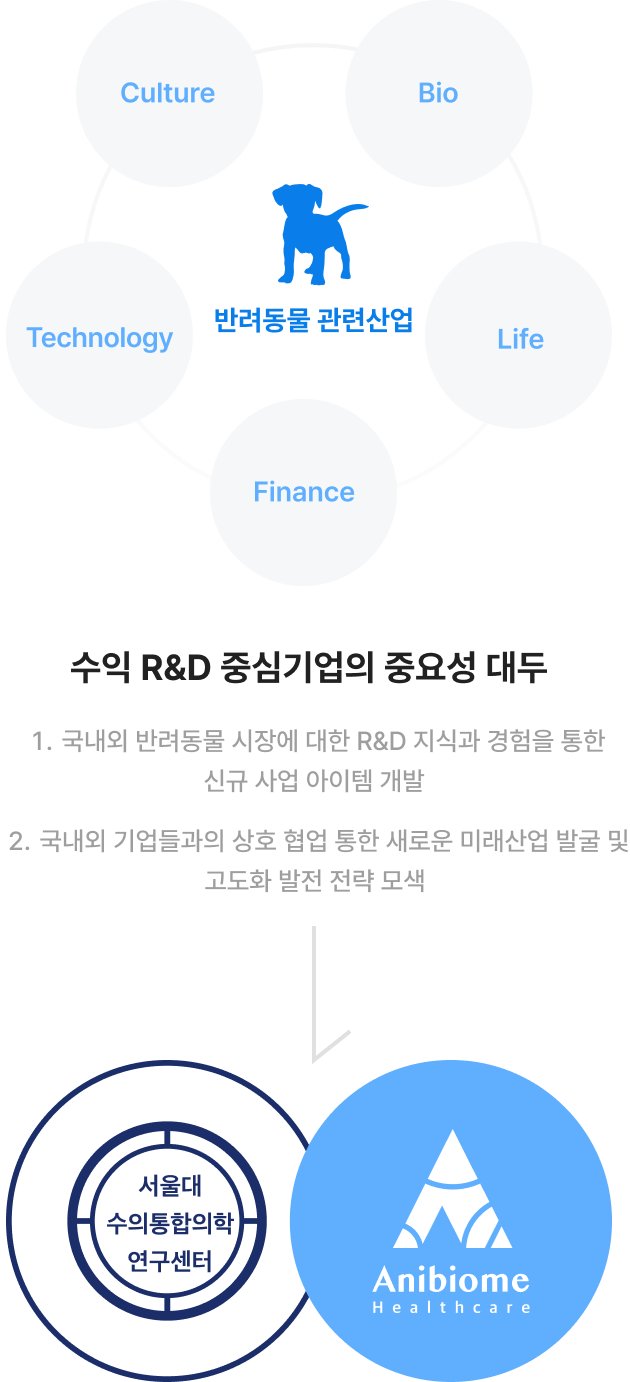 Culture
Bio
반려동물 관련산업
Technology
Life
Finance
수익 R&D 중심기업의 중요성 대두
1. 국내외 반려동물 시장에 대한 R&D 지식과 경험을 통한
신규 사업 아이템 개발
2. 국내외 기업들과의 상호 협업 통한 새로운 미래산업 발굴 및
고도화 발전 전략 모색
서울대
수의통합의학
연구센터
Anibiome
Healthcare